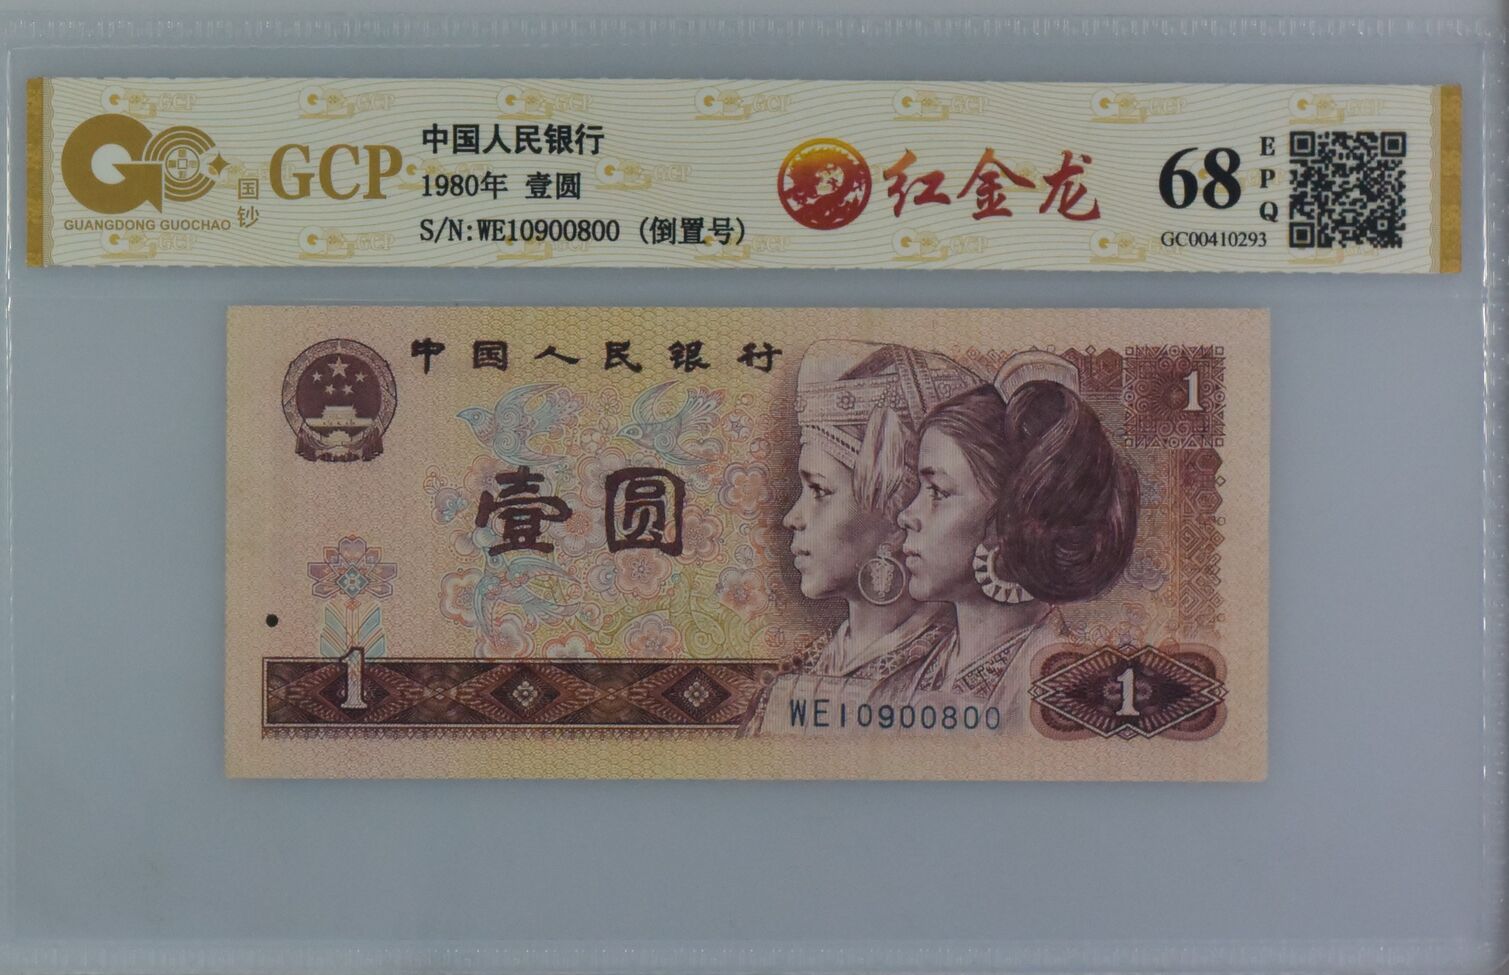 GUANGDONG GUOCHAO
国钞
GCP
中国人民银行
1980年 壹圆
S/N:WE10900800 (倒置号)
红金龙
68
EPQ
GC00410293
中国人民银行
1
壹圆
1
WE10900800
1